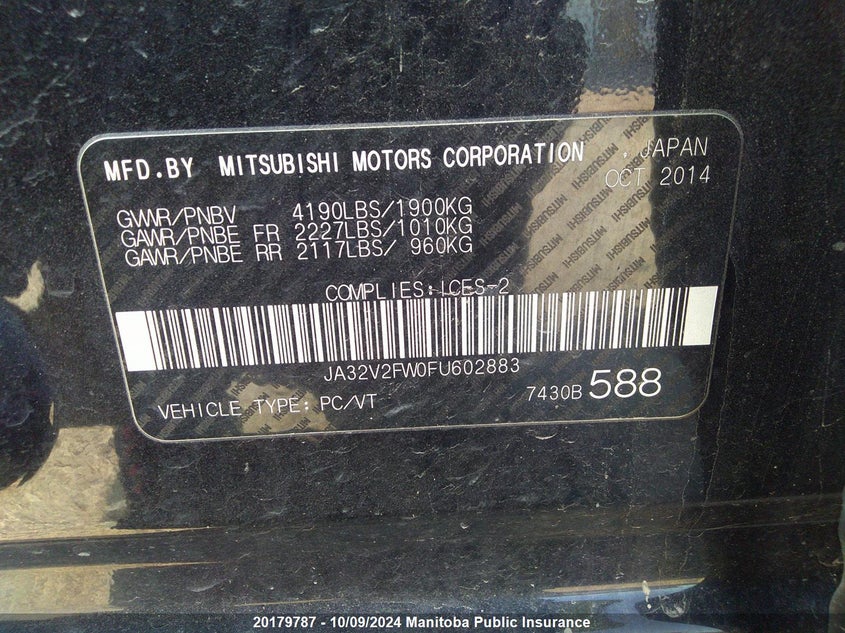 MFD.BY MITSUBISHI MOTORS CORPORATION , JAPAN
OCT 2014
GVWR/PNBV 4190LBS/1900KG
GAWR/PNBE FR 2227LBS/1010KG
GAWR/PNBE RR 2117LBS/ 960KG
COMPLIES:ICES-2
JA32V2FW0FU602883
VEHICLE TYPE: PC/VT 7430B 588
20179787 - 10/09/2024 Manitoba Public Insurance